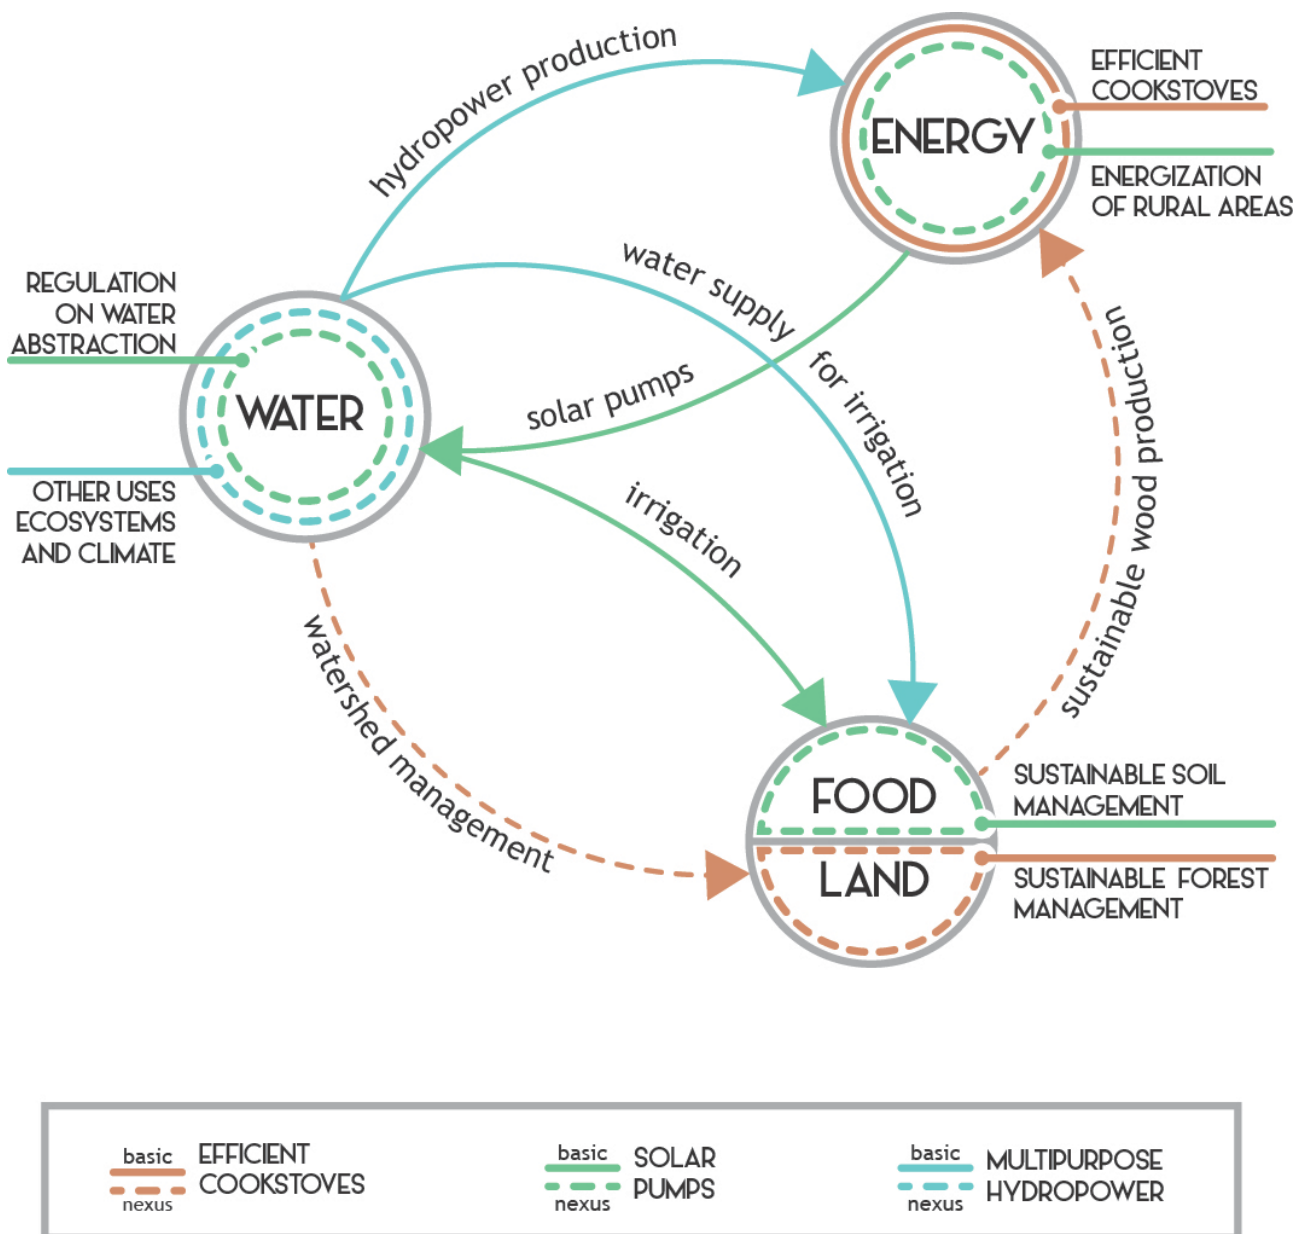 hydropower production
EFFICIENT
COOKSTOVES
ENERGY
ENERGIZATION
OF RURAL AREAS
water supply for irrigation
REGULATION
ON WATER
ABSTRACTION
solar pumps
WATER
sustainable wood production
OTHER USES
ECOSYSTEMS
AND CLIMATE
irrigation
watershed management
FOOD
SUSTAINABLE SOIL
MANAGEMENT
LAND
SUSTAINABLE FOREST
MANAGEMENT
basic
EFFICIENT
COOKSTOVES
nexus
basic
SOLAR
PUMPS
nexus
basic
MULTIPURPOSE
HYDROPOWER
nexus